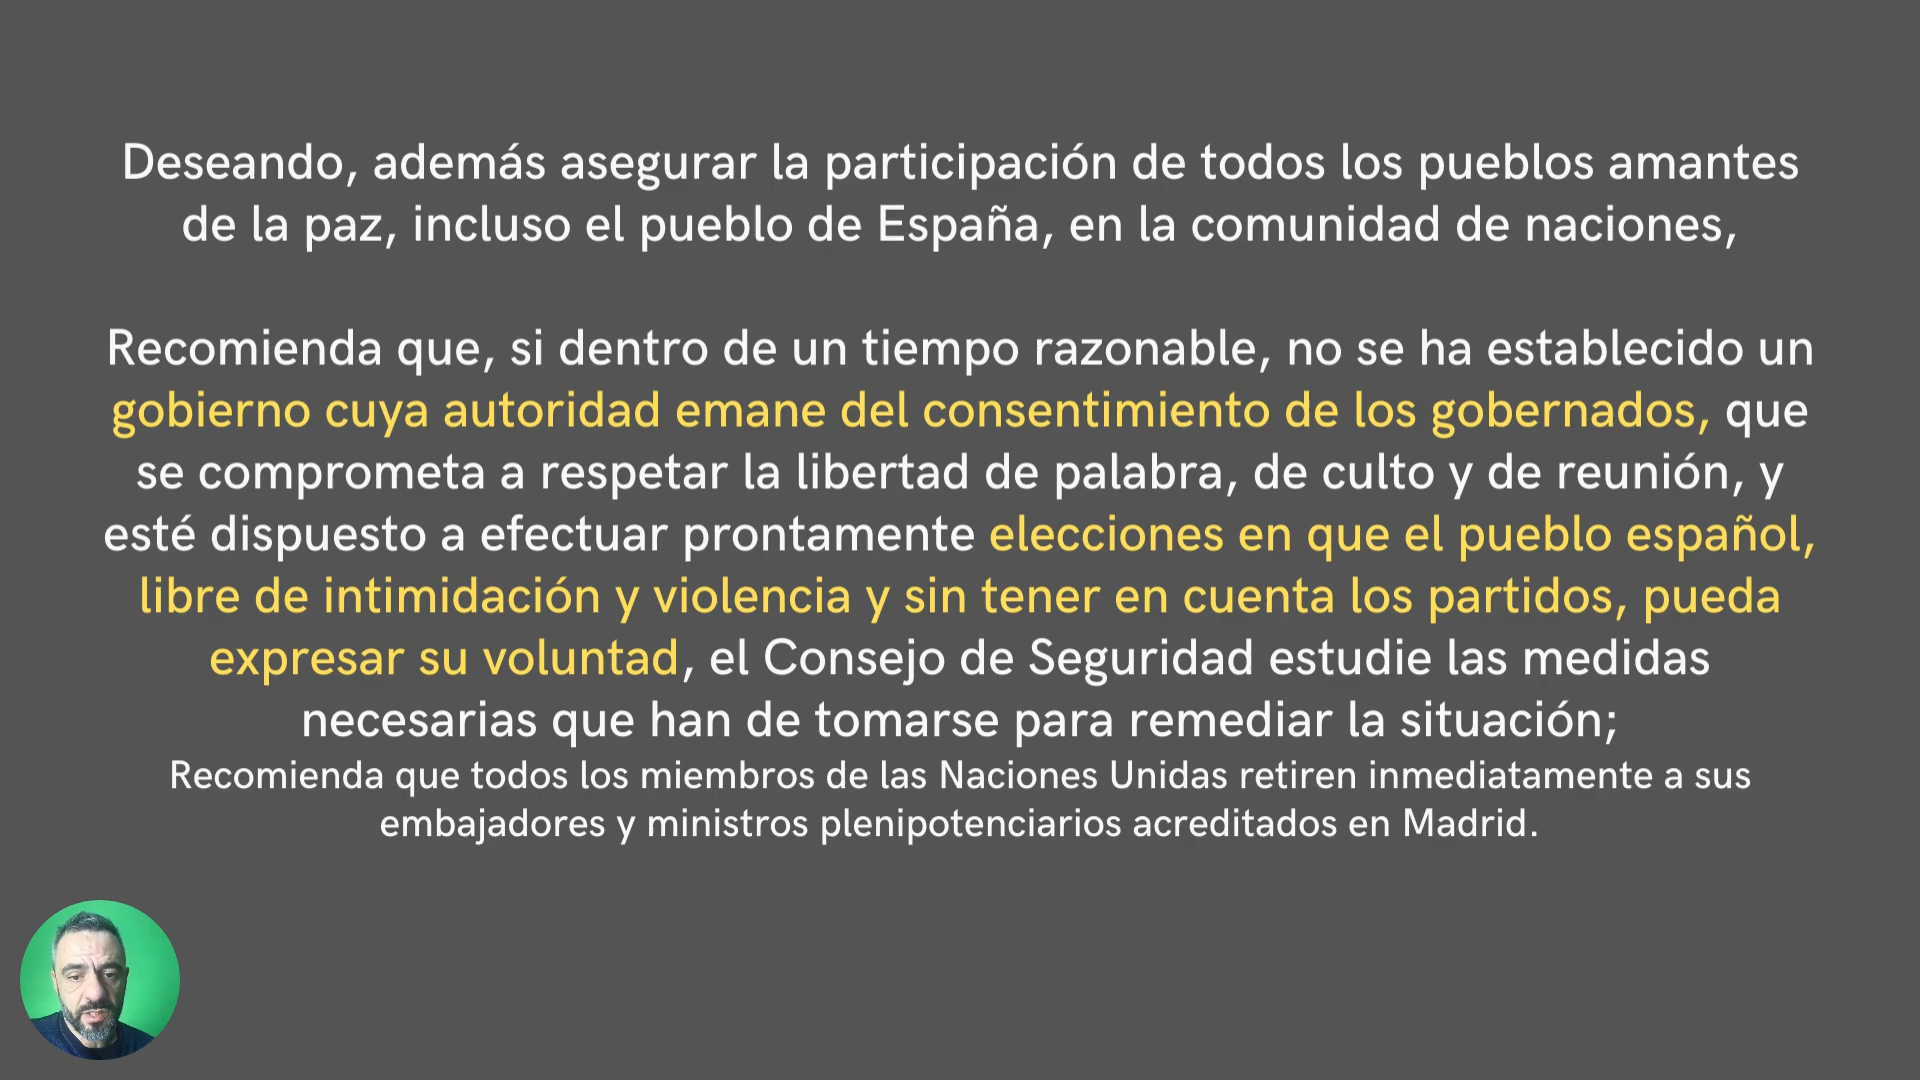 Deseando, además asegurar la participación de todos los pueblos amantes
de la paz, incluso el pueblo de España, en la comunidad de naciones,
Recomienda que, si dentro de un tiempo razonable, no se ha establecido un
gobierno cuya autoridad emane del consentimiento de los gobernados, que
se comprometa a respetar la libertad de palabra, de culto y de reunión, y
esté dispuesto a efectuar prontamente elecciones en que el pueblo español,
libre de intimidación y violencia y sin tener en cuenta los partidos, pueda
expresar su voluntad, el Consejo de Seguridad estudie las medidas
necesarias que han de tomarse para remediar la situación;
Recomienda que todos los miembros de las Naciones Unidas retiren inmediatamente a sus
embajadores y ministros plenipotenciarios acreditados en Madrid.